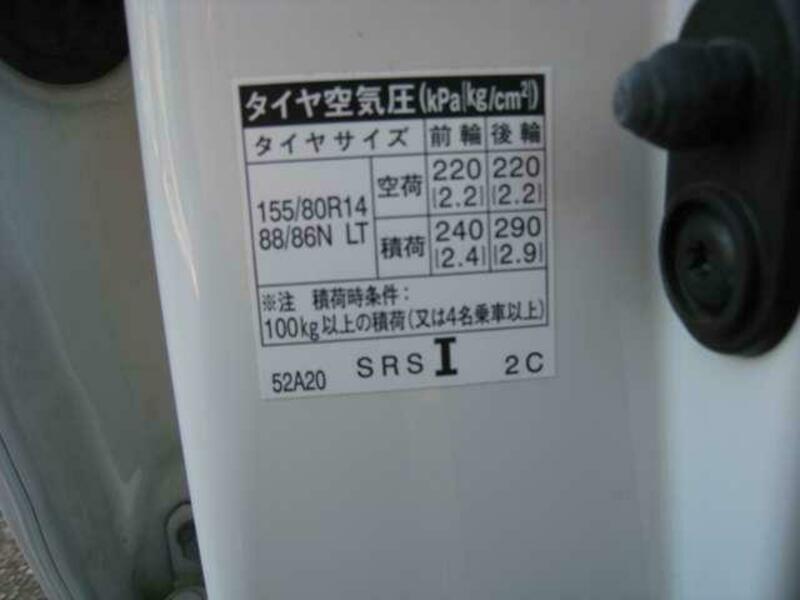 タイヤ空気圧(kPa|kg/cm²|)
タイヤサイズ 前輪 後輪
155/80R14
88/86N LT
空荷 220 220
|2.2| |2.2|
積荷 240 290
|2.4| |2.9|
※注 積荷時条件:
100kg以上の積荷(又は4名乗車以上)
52A20 SRS I 2C